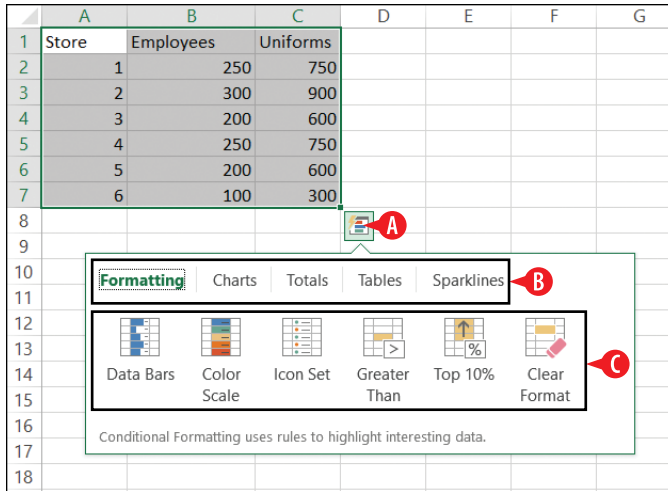 A B C D E F G
1 Store Employees Uniforms
2 1 250 750
3 2 300 900
4 3 200 600
5 4 250 750
6 5 200 600
7 6 100 300
8 A
9
10 Formatting Charts Totals Tables Sparklines B
11
12
13 > %
14 Data Bars Color Icon Set Greater Top 10% Clear C
15 Scale Than Format
16
Conditional Formatting uses rules to highlight interesting data.
17
18